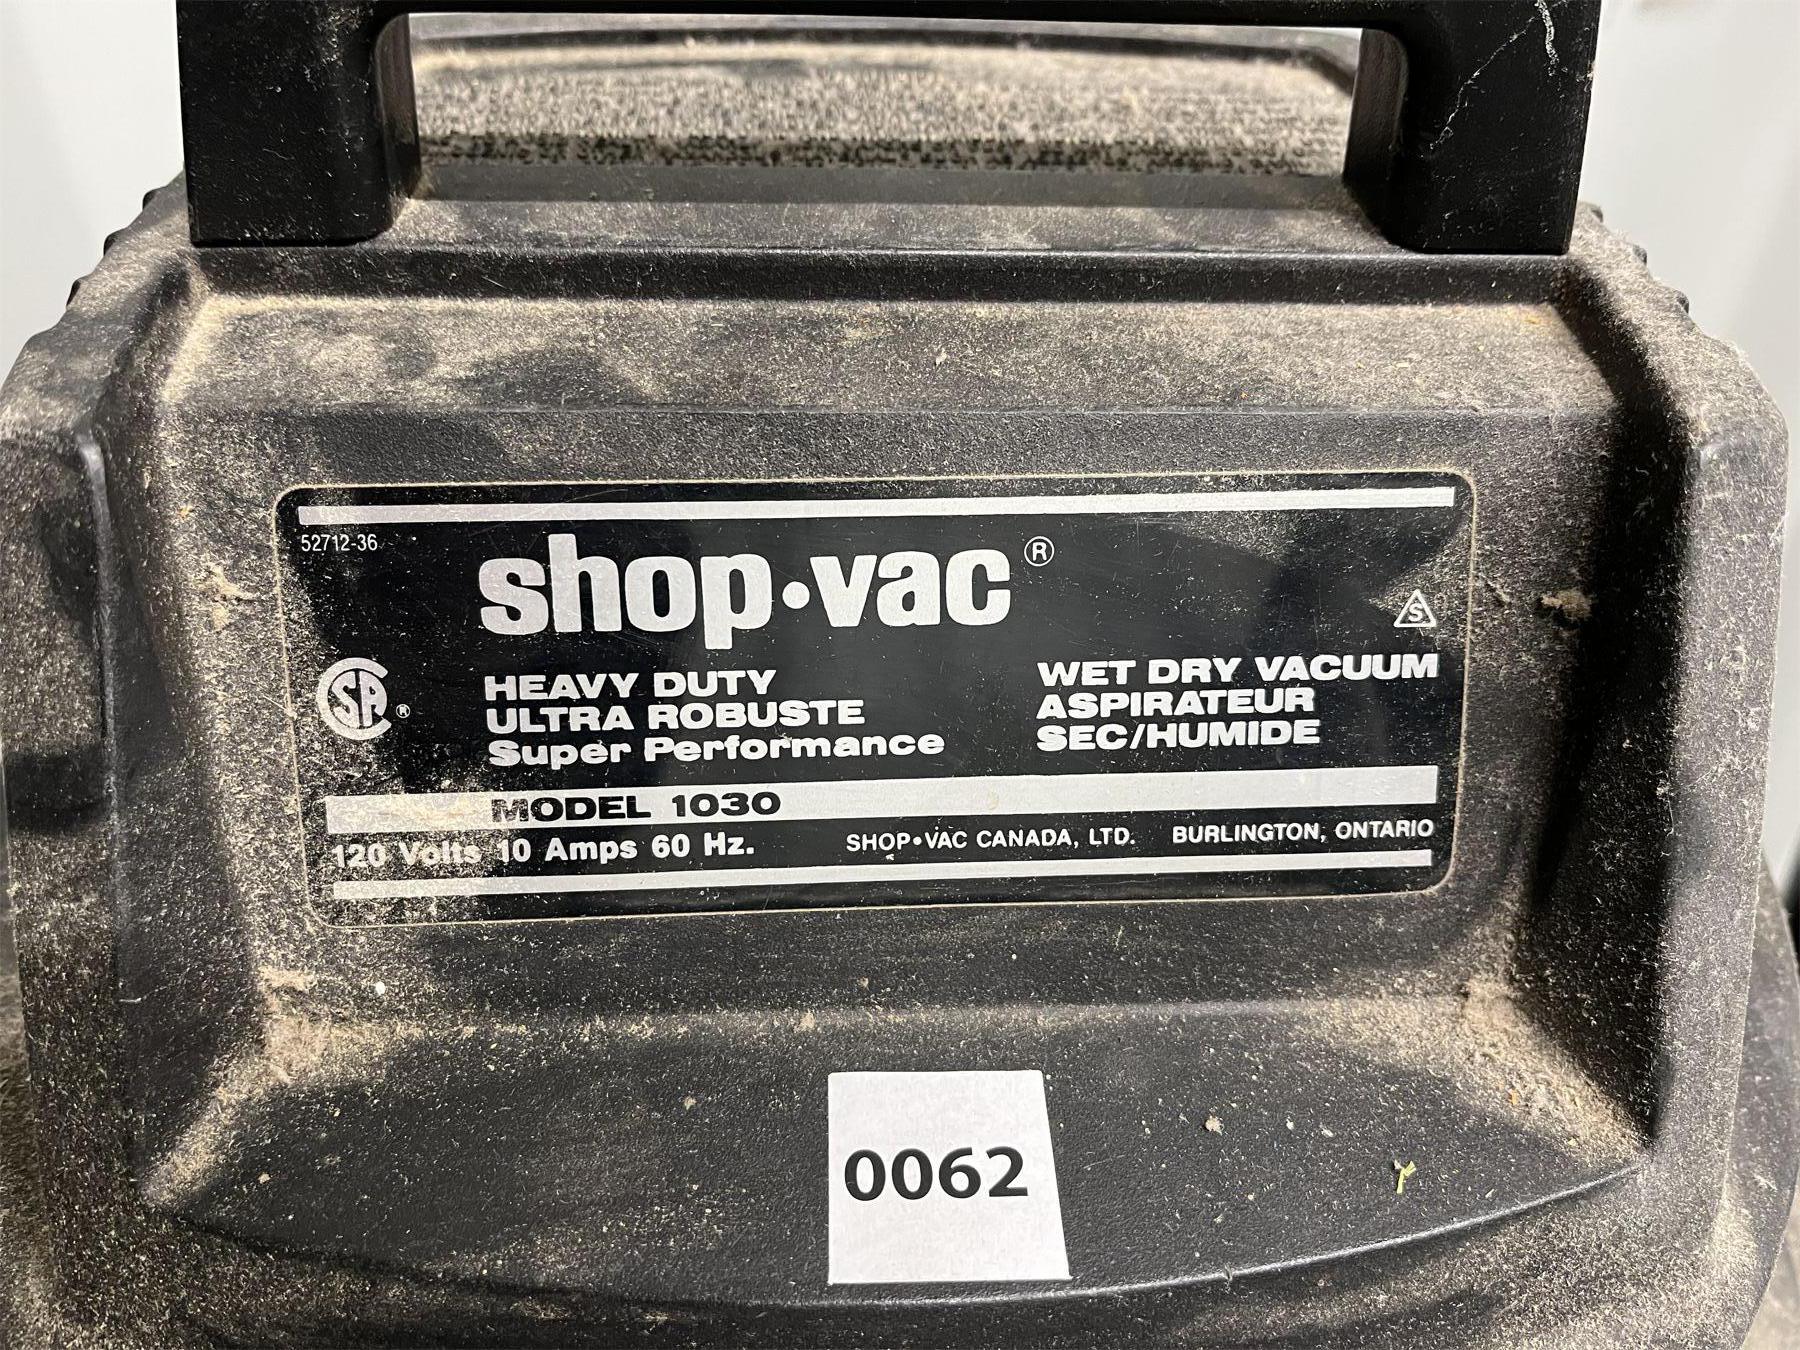 52712-36
shop•vac®
S
CSA®
HEAVY DUTY
ULTRA ROBUSTE
Super Performance
WET DRY VACUUM
ASPIRATEUR
SEC/HUMIDE
MODEL 1030
120 Volts 10 Amps 60 Hz.
SHOP•VAC CANADA, LTD. BURLINGTON, ONTARIO
0062